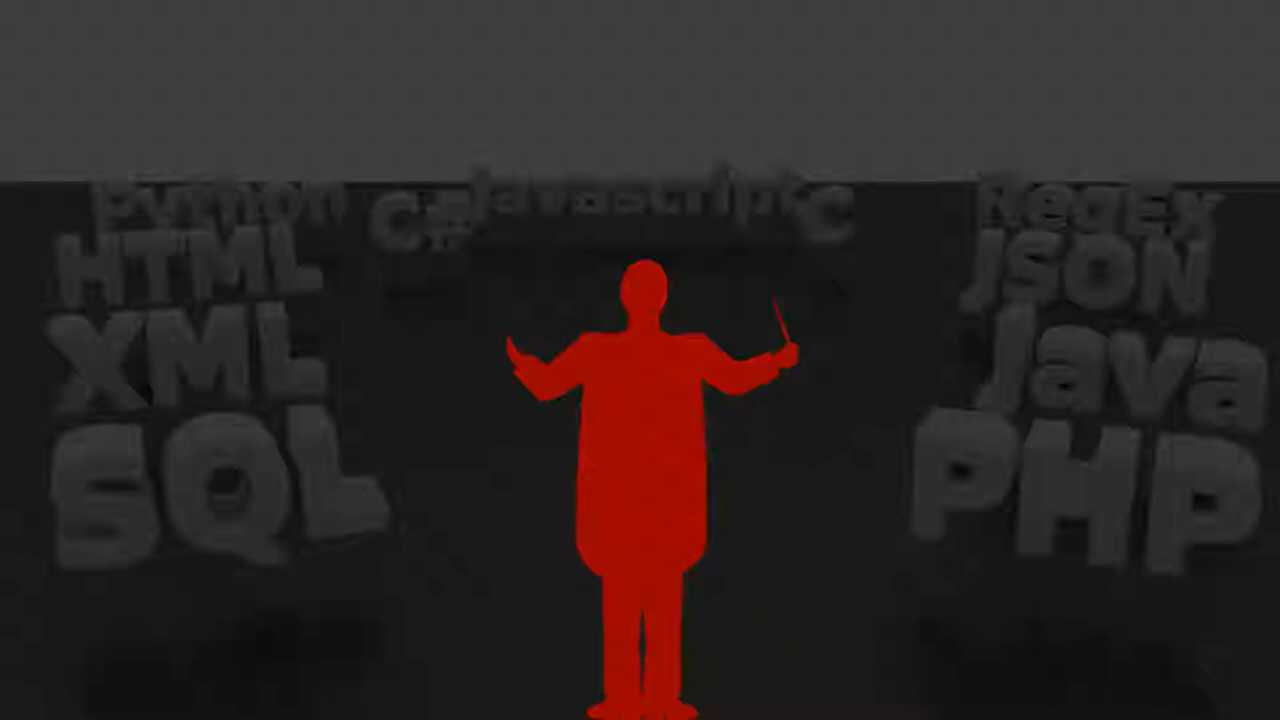 Python
C#
Javascript
C
RegEx
HTML
JSON
XML
Java
SQL
PHP